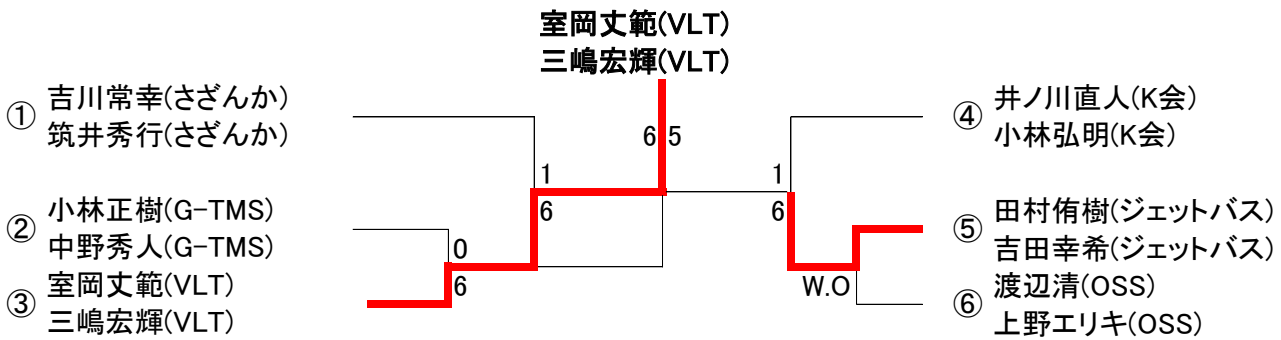 室岡丈範(VLT)
三嶋宏輝(VLT)
① 吉川常幸(さざんか)
筑井秀行(さざんか)
② 小林正樹(G-TMS)
中野秀人(G-TMS)
③ 室岡丈範(VLT)
三嶋宏輝(VLT)
0
6
1
6
6 5
1
6
W.O
④ 井ノ川直人(K会)
小林弘明(K会)
⑤ 田村侑樹(ジェットバス)
吉田幸希(ジェットバス)
⑥ 渡辺清(OSS)
上野エリキ(OSS)